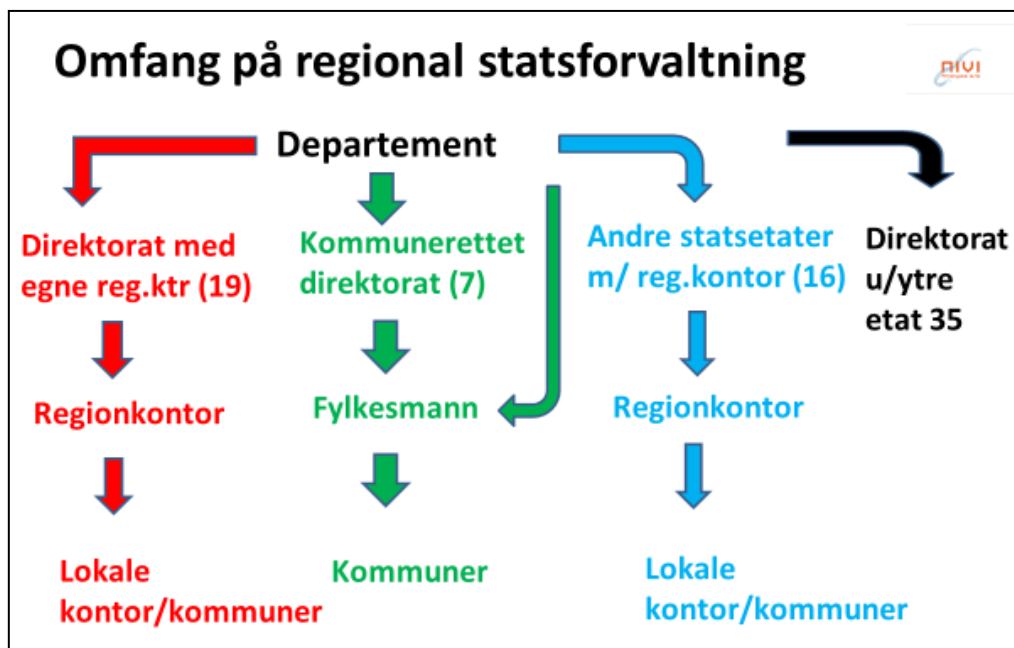 Omfang på regional statsforvaltning
nivi
Departement
Direktorat med
egne reg.ktr (19)
Kommunerettet
direktorat (7)
Andre statsetater
m/ reg.kontor (16)
Direktorat
u/ytre
etat 35
Regionkontor
Fylkesmann
Regionkontor
Lokale
kontor/kommuner
Kommuner
Lokale
kontor/kommuner